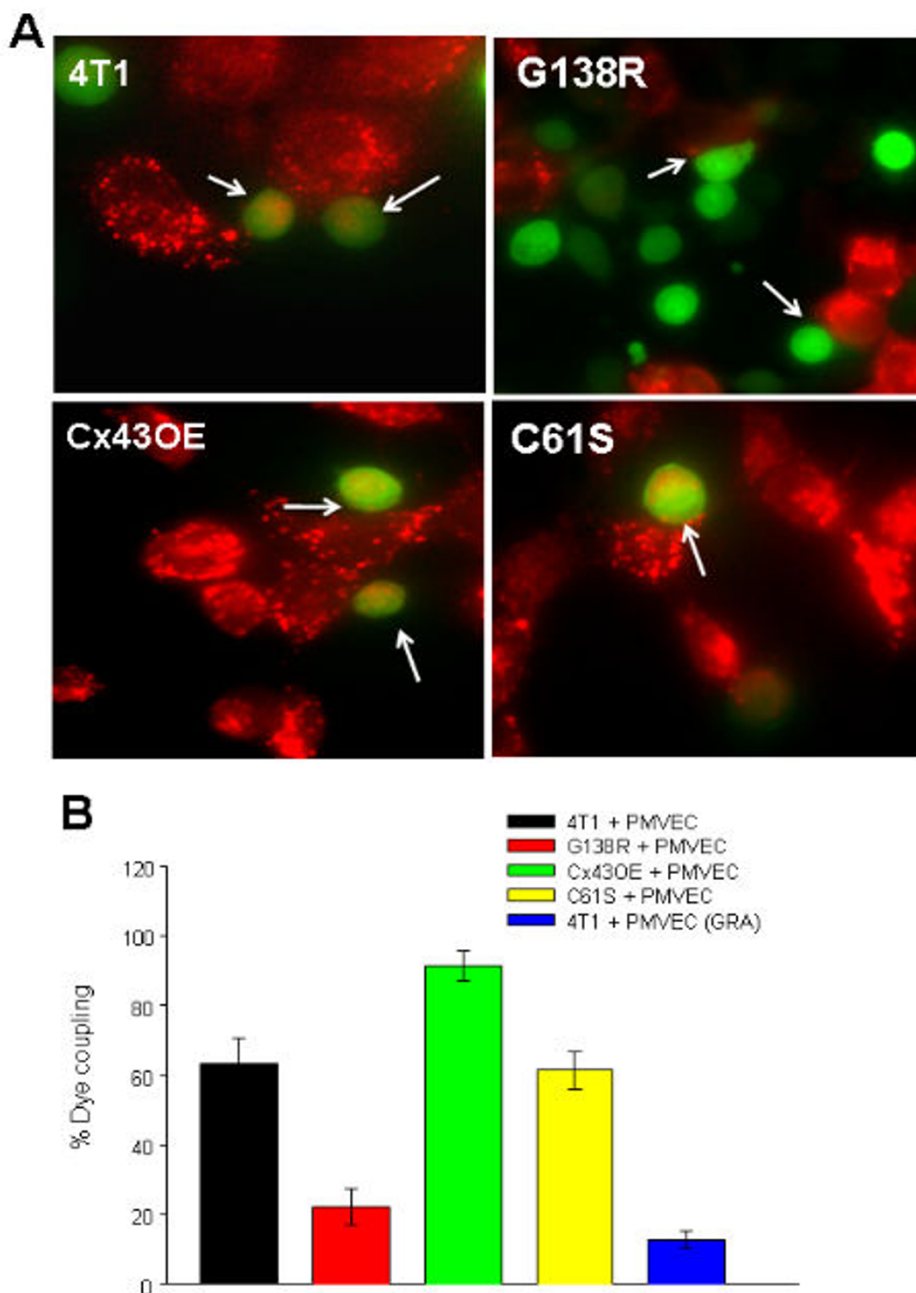 A
4T1
G138R
Cx43OE
C61S
B
4T1 + PMVEC
G138R + PMVEC
Cx43OE + PMVEC
C61S + PMVEC
4T1 + PMVEC (GRA)
% Dye coupling
120
100
80
60
40
20
0